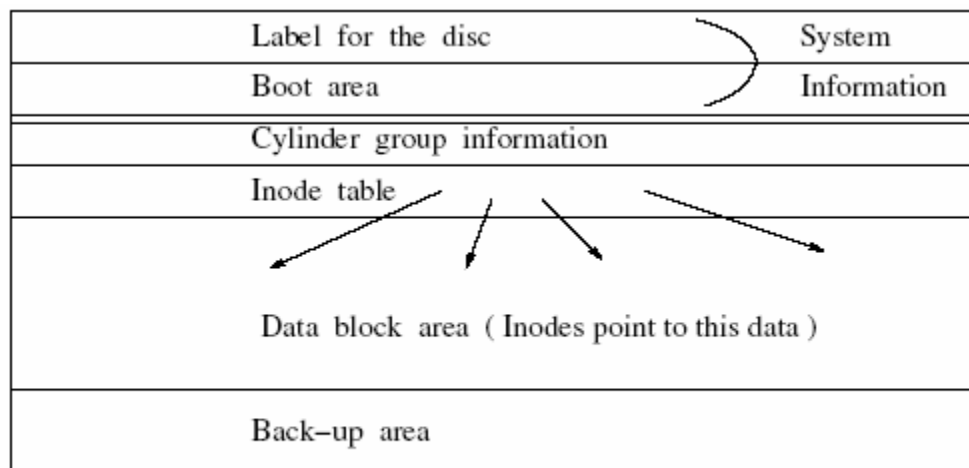 Label for the disc
System
Boot area
Information
Cylinder group information
Inode table
Data block area ( Inodes point to this data )
Back-up area